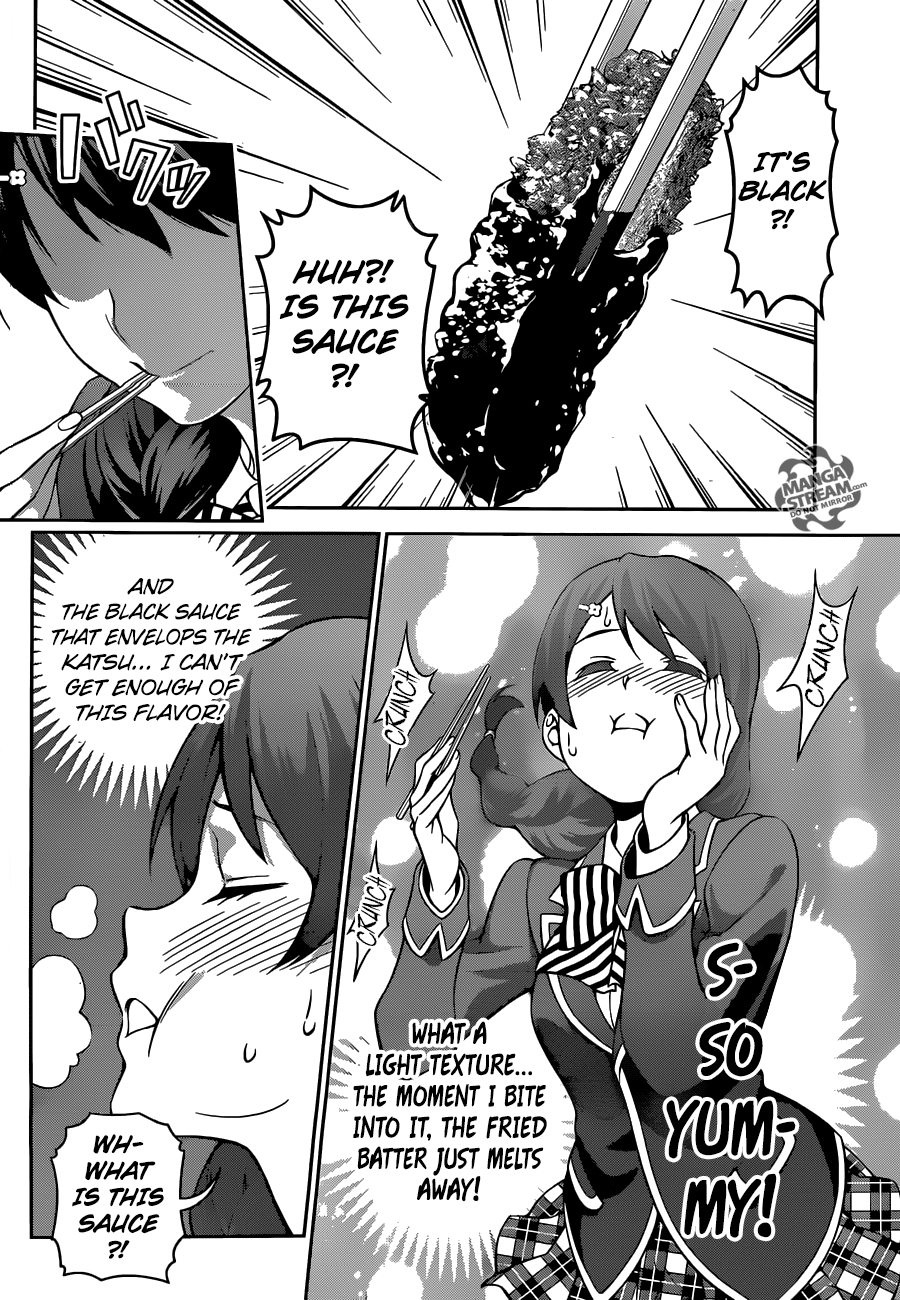 IT'S
BLACK
?!
HUH?!
IS THIS
SAUCE
?!
バクッ
MANGA
STREAM.com
DO NOT MIRROR
CRUNCH
CRUNCH
CRUNCH
S-
SO
YUM-
MY!
WHAT A
LIGHT TEXTURE...
THE MOMENT I BITE
INTO IT, THE FRIED
BATTER JUST MELTS
AWAY!
AND
THE BLACK SAUCE
THAT ENVELOPS THE
KATSU... I CAN'T
GET ENOUGH OF
THIS FLAVOR!
WH-
WHAT
IS THIS
SAUCE
?!